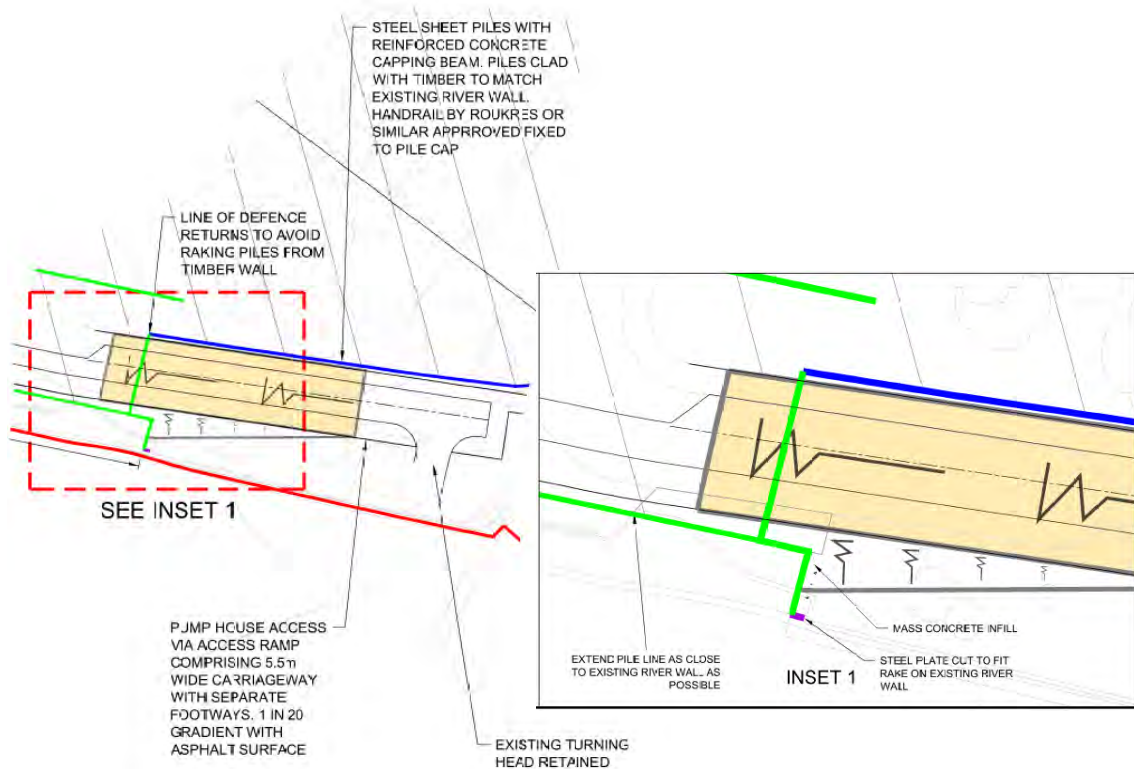 STEEL SHEET PILES WITH
REINFORCED CONCRETE
CAPPING BEAM. PILES CLAD
WITH TIMBER TO MATCH
EXISTING RIVER WALL.
HANDRAIL BY ROUKRES OR
SIMILAR APPRROVED FIXED
TO PILE CAP
LINE OF DEFENCE
RETURNS TO AVOID
RAKING PILES FROM
TIMBER WALL
SEE INSET 1
PUMP HOUSE ACCESS
VIA ACCESS RAMP
COMPRISING 5.5m
WIDE CARRIAGEWAY
WITH SEPARATE
FOOTWAYS. 1 IN 20
GRADIENT WITH
ASPHALT SURFACE
EXISTING TURNING
HEAD RETAINED
EXTEND PILE LINE AS CLOSE
TO EXISTING RIVER WALL AS
POSSIBLE
INSET 1
MASS CONCRETE INFILL
STEEL PLATE CUT TO FIT
RAKE ON EXISTING RIVER
WALL